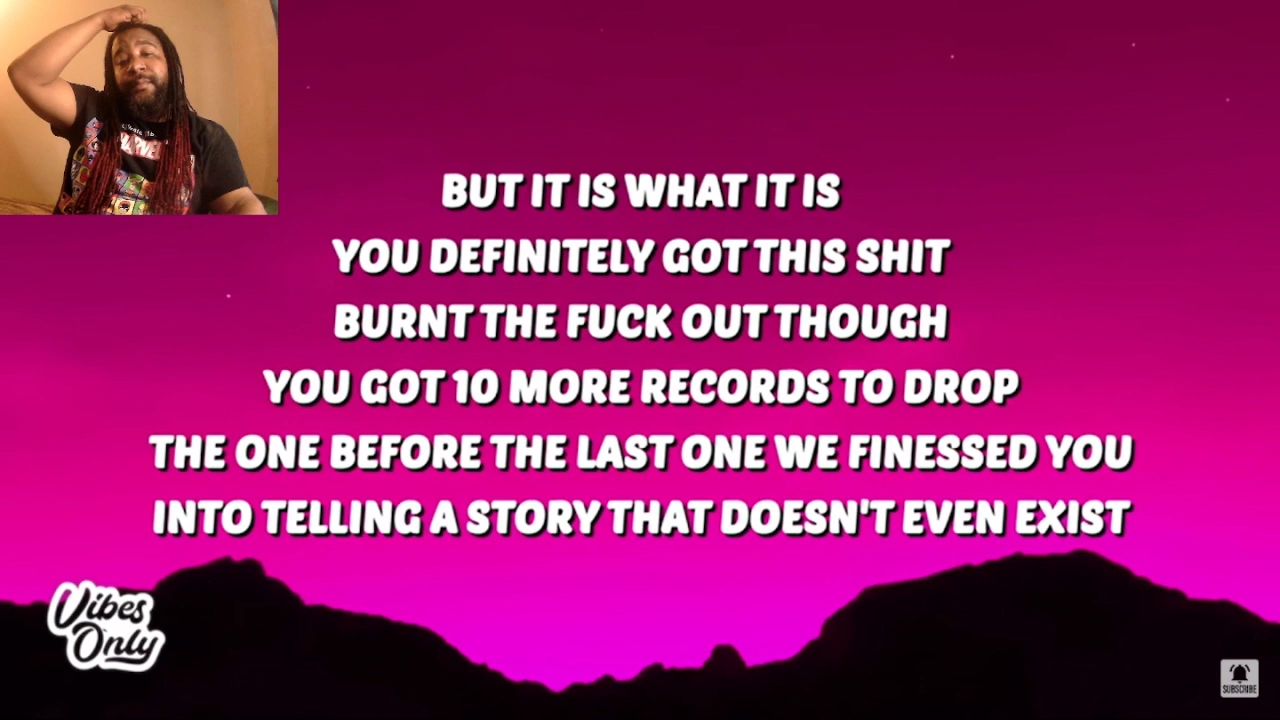 BUT IT IS WHAT IT IS
YOU DEFINITELY GOT THIS SHIT
BURNT THE FUCK OUT THOUGH
YOU GOT 10 MORE RECORDS TO DROP
THE ONE BEFORE THE LAST ONE WE FINESSED YOU
INTO TELLING A STORY THAT DOESN'T EVEN EXIST
Vibes
Only
SUBSCRIBE